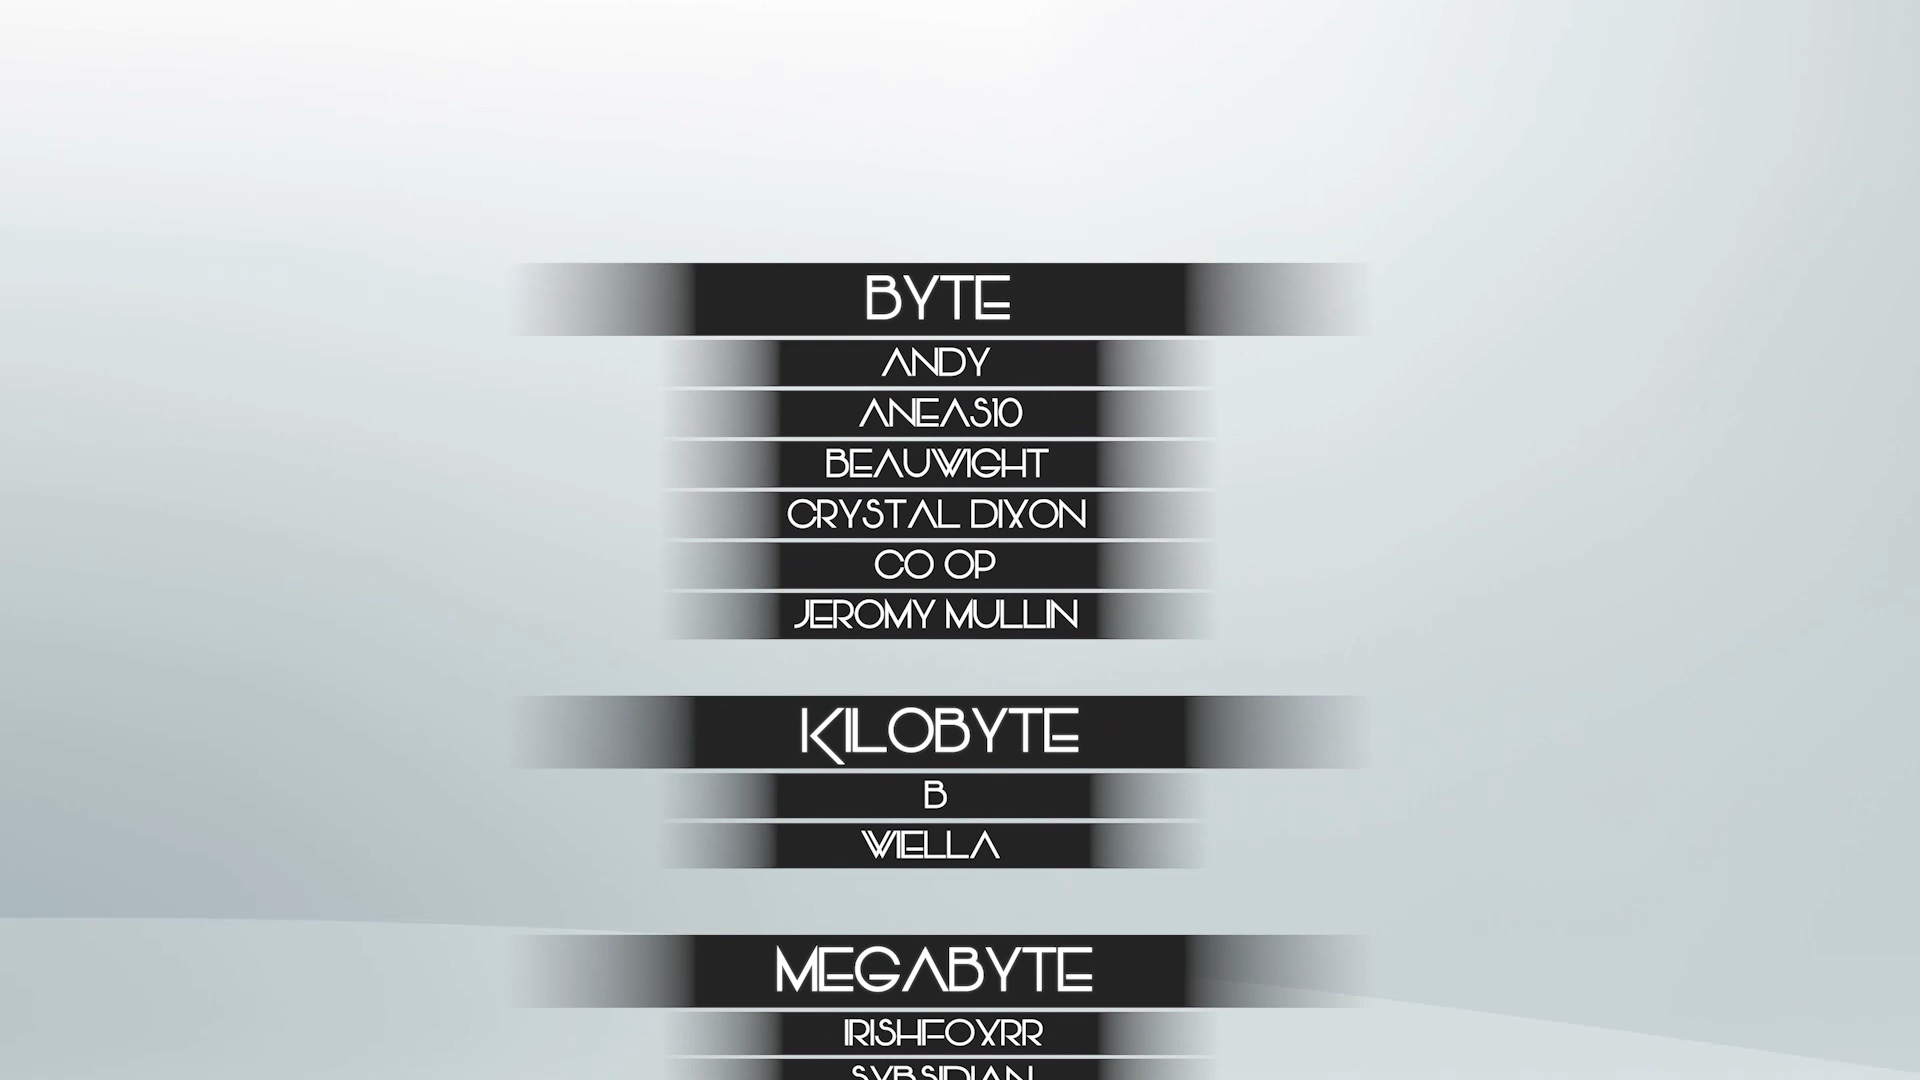 BYTE
ANDY
ANEAS10
BEAUWIGHT
CRYSTAL DIXON
CO OP
JEROMY MULLIN
KILOBYTE
B
WIELLA
MEGABYTE
IRISHFOXRR